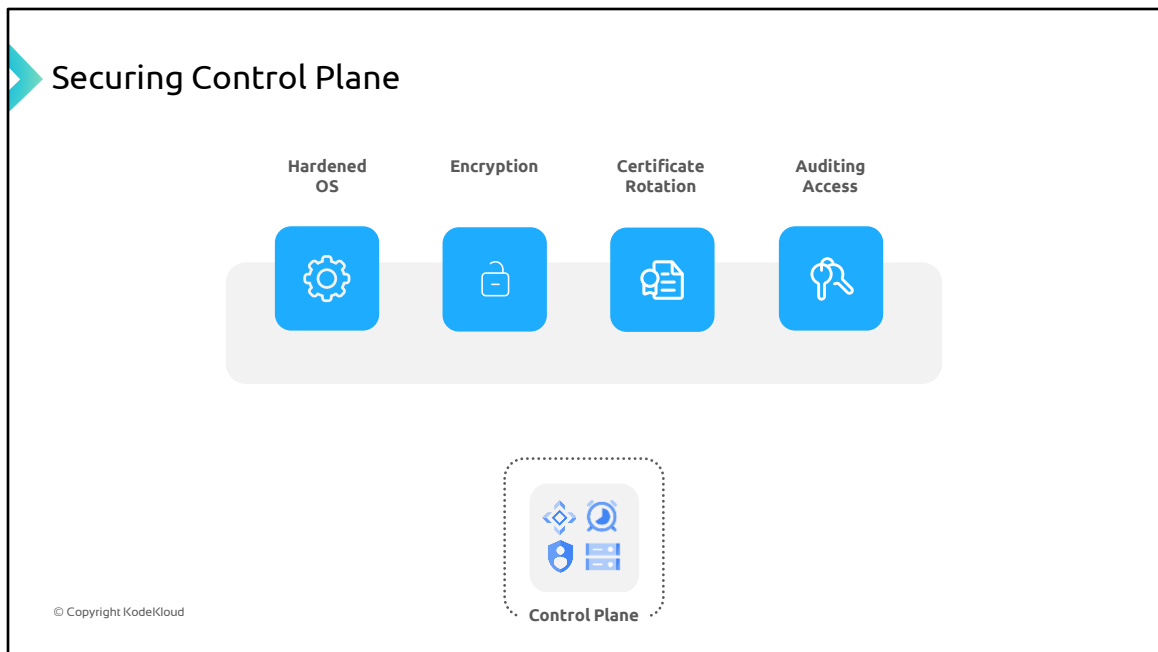 Securing Control Plane
Hardened
OS
Encryption
Certificate
Rotation
Auditing
Access
Control Plane
© Copyright KodeKloud